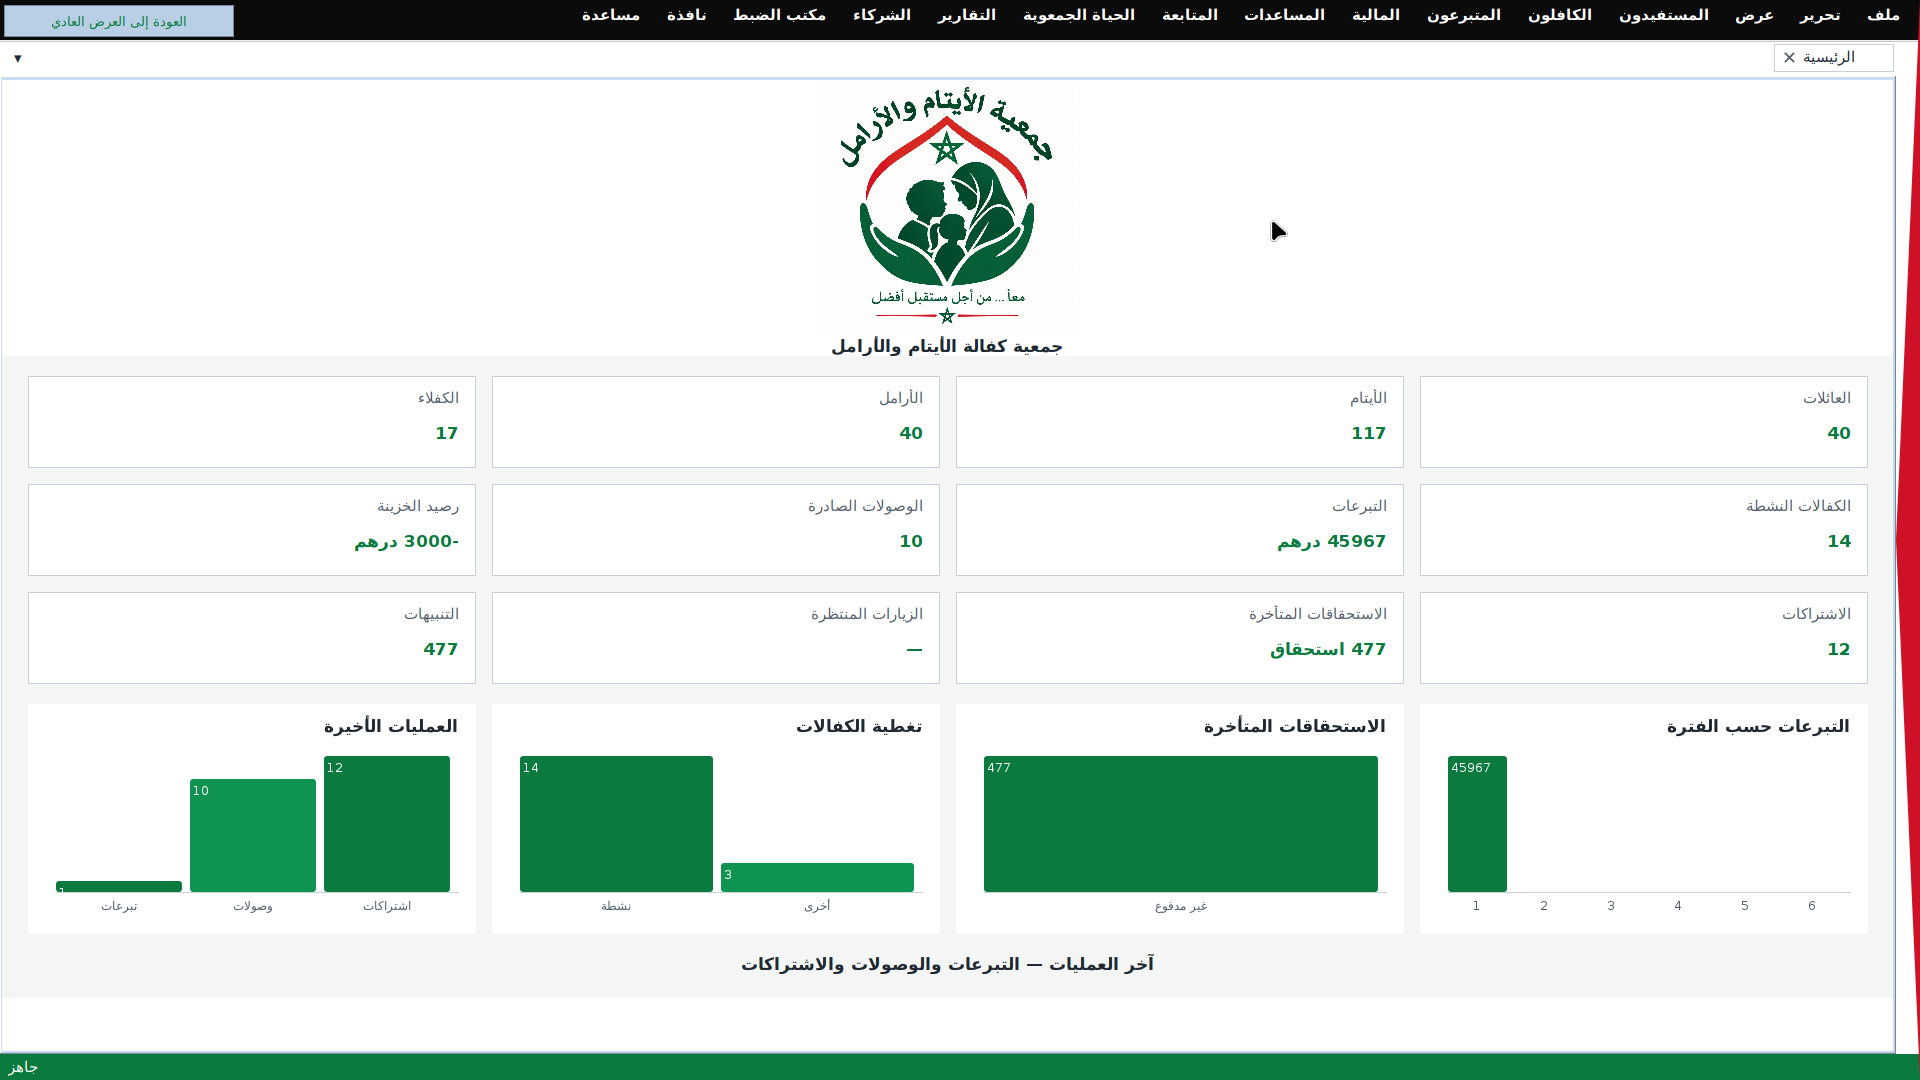 ملف تحرير عرض المستفيدون الكافلون المتبرعون المالية المساعدات المتابعة الحياة الجمعوية التقارير الشركاء مكتب الضبط نافذة مساعدة العودة إلى العرض العادي
الرئيسية ✕ ▼
جمعية الأيتام والأرامل
معاً ... من أجل مستقبل أفضل
جمعية كفالة الأيتام والأرامل
العائلات الأيتام الأرامل الكفلاء
40 117 40 17
الكفالات النشطة التبرعات الوصولات الصادرة رصيد الخزينة
14 45967 درهم 10 -3000 درهم
الاشتراكات الاستحقاقات المتأخرة الزيارات المنتظرة التنبيهات
12 477 استحقاق — 477
التبرعات حسب الفترة
45967
1 2 3 4 5 6
الاستحقاقات المتأخرة
477
غير مدفوع
تغطية الكفالات
14
3
نشطة أخرى
العمليات الأخيرة
12
10
1
اشتراكات وصولات تبرعات
آخر العمليات — التبرعات والوصولات والاشتراكات
جاهز